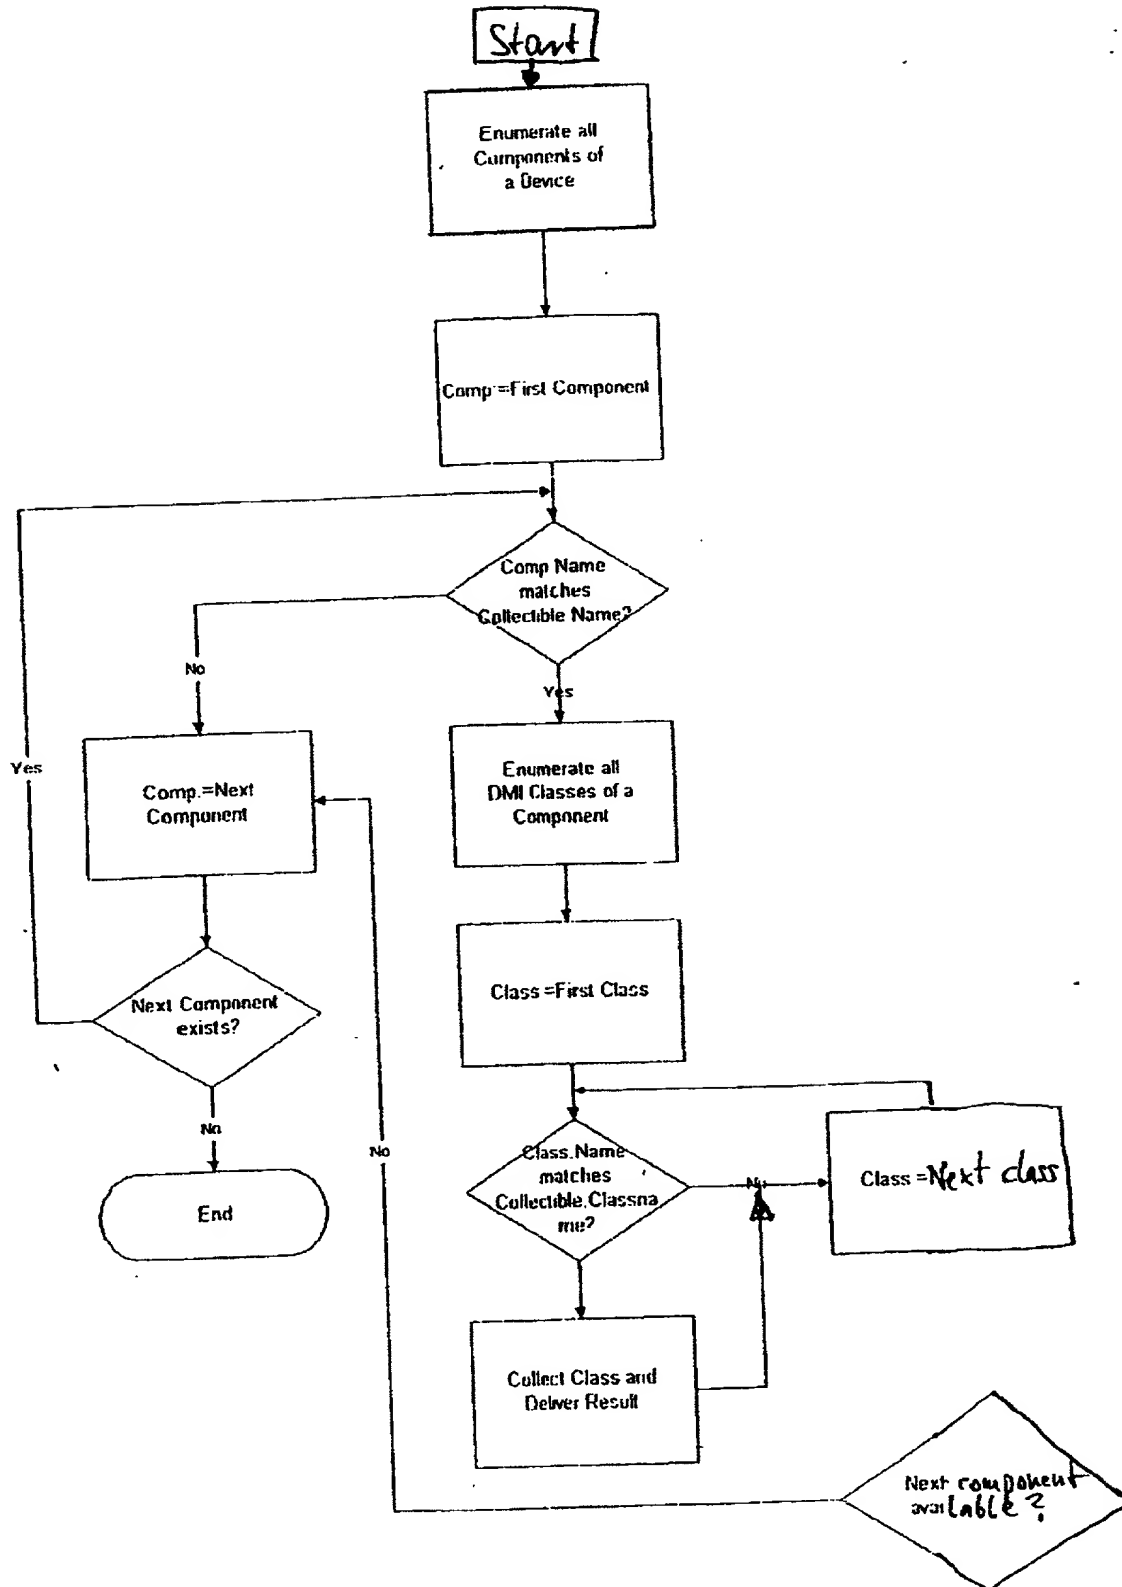 Start
Enumerate all
Components of
a Device
Comp:=First Component
Comp Name
matches
Collectible Name?
No
Yes
Yes
Comp.=Next
Component
Enumerate all
DMI Classes of a
Component
Next Component
exists?
Class:=First Class
No
No
End
Class.Name
matches
Collectible.Classna
me?
No
Class:=Next class
Collect Class and
Deliver Result
Next component
available?